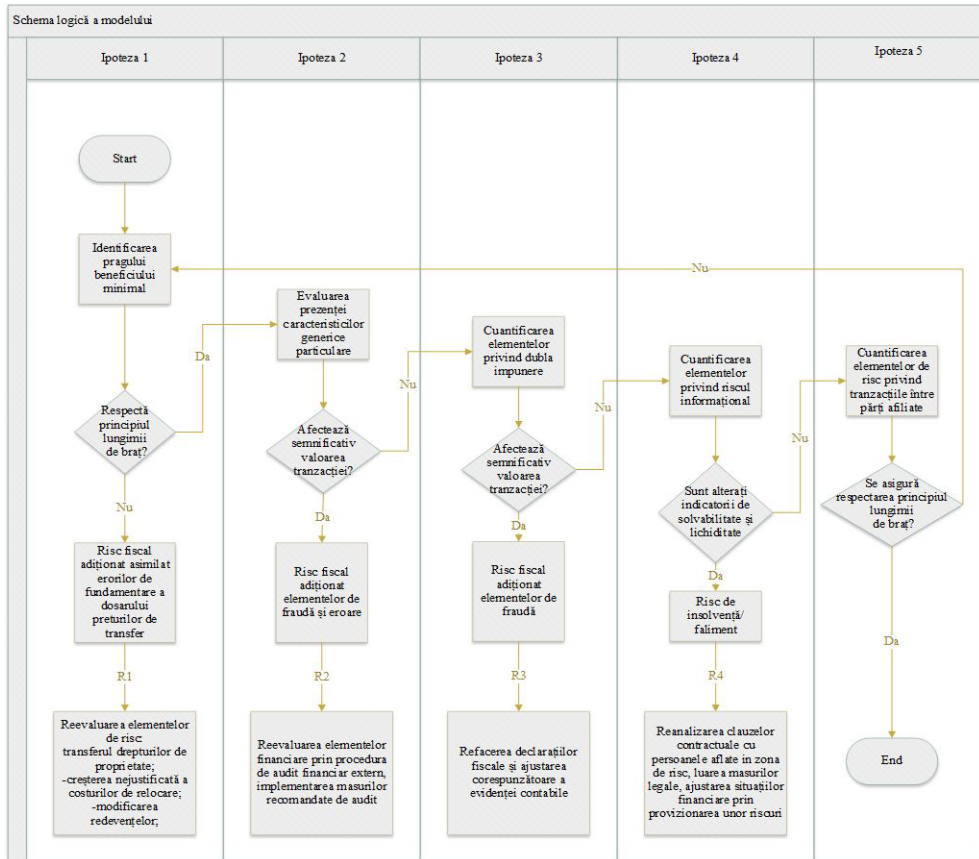 Schema logică a modelului
Ipoteza 1
Ipoteza 2
Ipoteza 3
Ipoteza 4
Ipoteza 5
Start
Identificarea
pragului
beneficiului
minimal
Respectă
principiul
lungimii
de braț?
Da
Nu
Risc fiscal
adiționat asimilat
erorilor de
fundamentare a
dosarului
preturilor de
transfer
R1
Reevaluarea elementelor
de risc:
transferul drepturilor de
proprietate;
-creșterea nejustificată a
costurilor de relocare;
-modificarea
redevențelor;
Evaluarea
prezenței
caracteristicilor
generice
particulare
Afectează
semnificativ
valoarea
tranzacției?
Nu
Da
Risc fiscal
adiționat
elementelor de
fraudă și eroare
R2
Reevaluarea elementelor
financiare prin procedura
de audit financiar extern,
implementarea masurilor
recomandate de audit
Cuantificarea
elementelor
privind dubla
impunere
Afectează
semnificativ
valoarea
tranzacției?
Nu
Da
Risc fiscal
adiționat
elementelor de
fraudă
R3
Refacerea declarațiilor
fiscale și ajustarea
corespunzătoare a
evidenței contabile
Cuantificarea
elementelor
privind riscul
informațional
Sunt alterați
indicatorii de
solvabilitate și
lichiditate
Nu
Da
Risc de
insolvență/
faliment
R4
Reanalizarea clauzelor
contractuale cu
persoanele aflate in zona
de risc, luarea masurilor
legale, ajustarea situațiilor
financiare prin
provizionarea unor riscuri
Cuantificarea
elementelor de
risc privind
tranzacțiile între
părți afiliate
Se asigură
respectarea principiul
lungimii
de braț?
Nu
Da
End